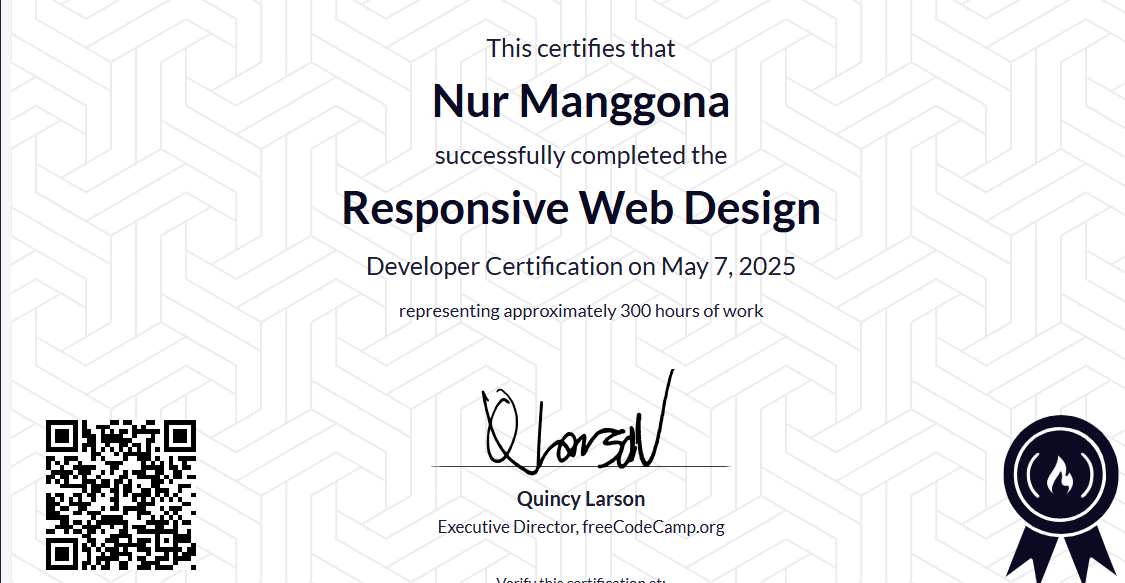 This certifies that
Nur Manggona
successfully completed the
Responsive Web Design
Developer Certification on May 7, 2025
representing approximately 300 hours of work
Q Larson
Quincy Larson
Executive Director, freeCodeCamp.org
Verify this certification at: